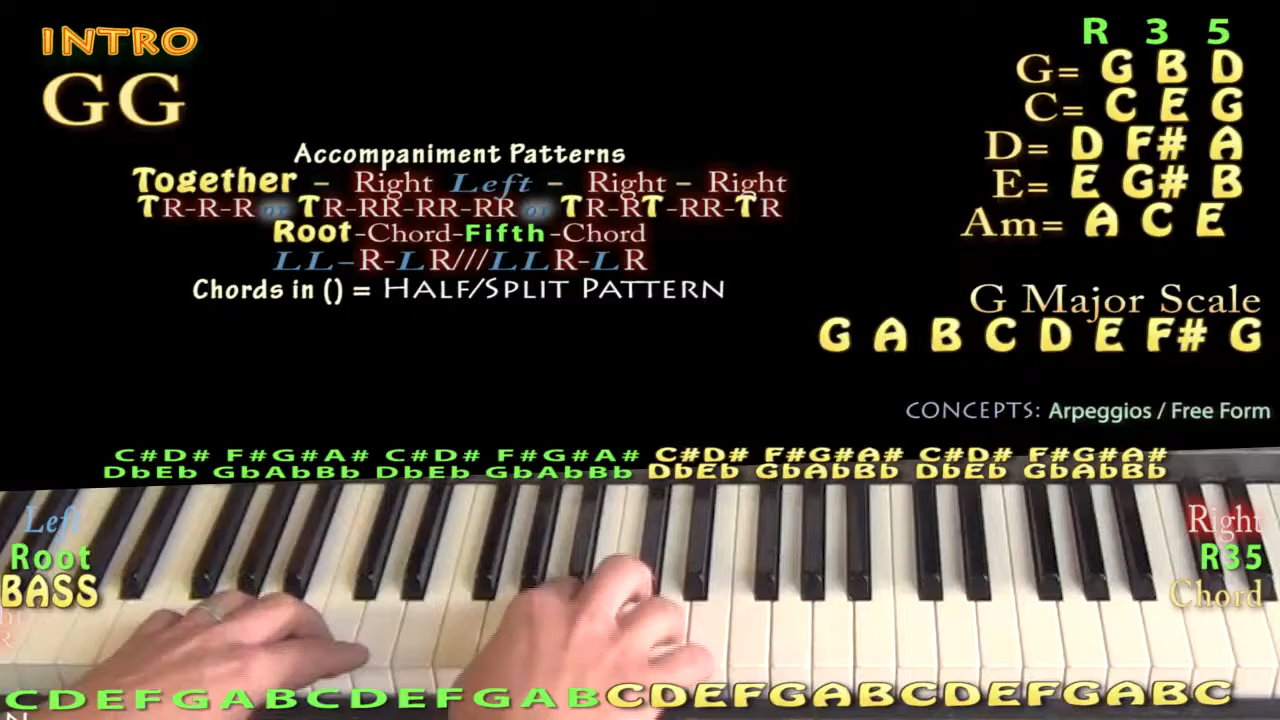 INTRO
GG
Accompaniment Patterns
Together – Right Left – Right – Right
TR-R-R-R or TR-RR-RR-RR or TR-RT-RR-TR
Root-Chord-Fifth-Chord
LL-R-LR///LLR-LR
Chords in () = HALF/SPLIT PATTERN
R 3 5
G= G B D
C= C E G
D= D F# A
E= E G# B
Am= A C E
G Major Scale
G A B C D E F# G
CONCEPTS: Arpeggios / Free Form
C#D# F#G#A# C#D# F#G#A# C#D# F#G#A# C#D# F#G#A#
DbEb GbAbBb DbEb GbAbBb DbEb GbAbBb DbEb GbAbBb
Left
Root
BASS
Right
R35
Chord
CDEFGABCDEFGABCDEFGABCDEFGABC